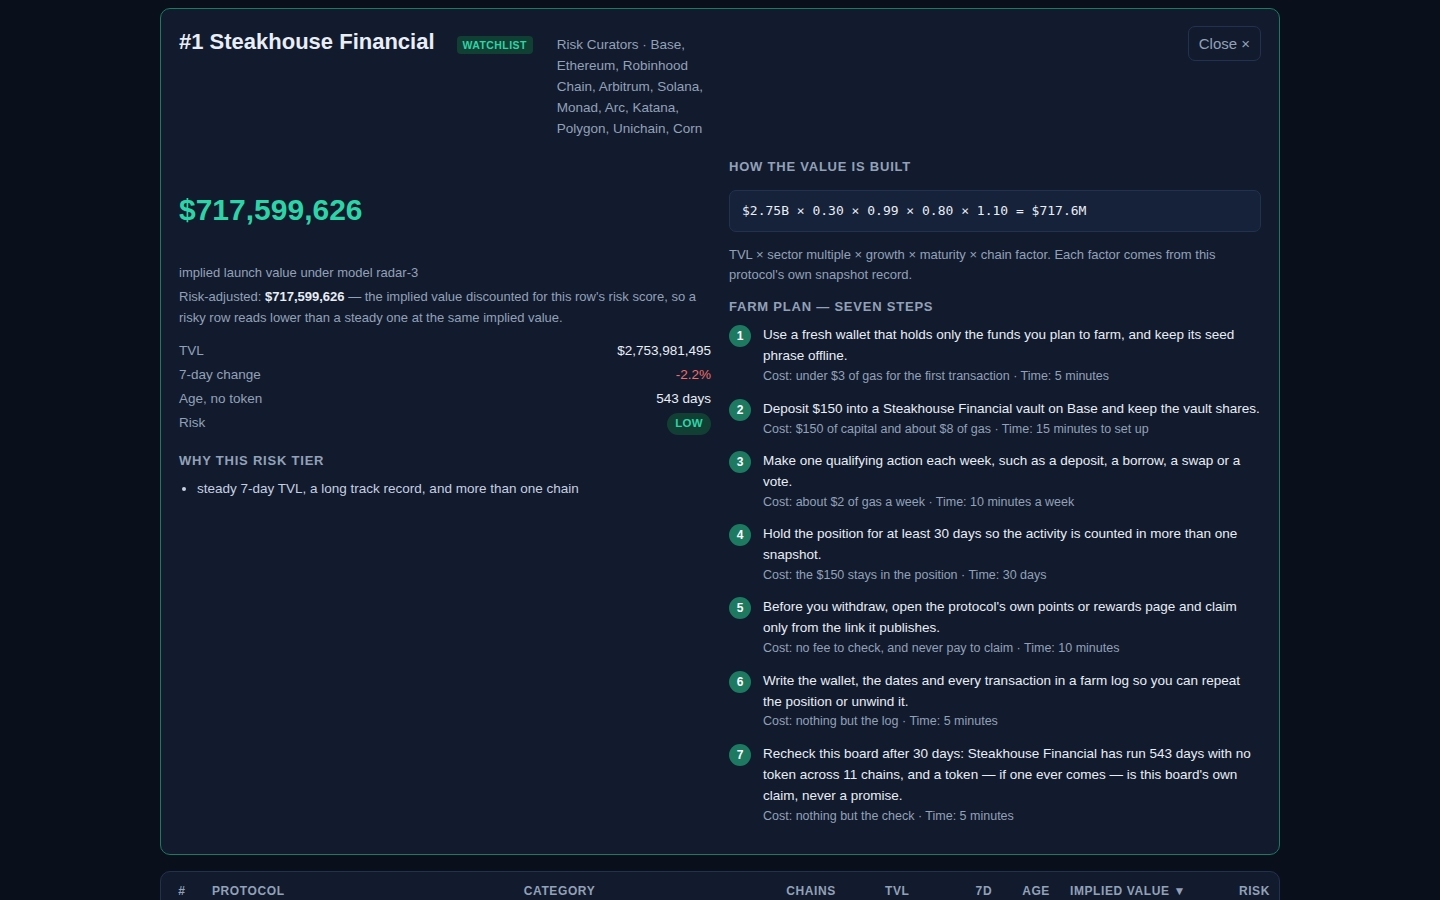 #1 Steakhouse Financial
WATCHLIST
Risk Curators · Base,
Ethereum, Robinhood
Chain, Arbitrum, Solana,
Monad, Arc, Katana,
Polygon, Unichain, Corn
Close ×
$717,599,626
implied launch value under model radar-3
Risk-adjusted: $717,599,626 — the implied value discounted for this row's risk score, so a
risky row reads lower than a steady one at the same implied value.
TVL $2,753,981,495
7-day change -2.2%
Age, no token 543 days
Risk LOW
WHY THIS RISK TIER
• steady 7-day TVL, a long track record, and more than one chain
HOW THE VALUE IS BUILT
$2.75B × 0.30 × 0.99 × 0.80 × 1.10 = $717.6M
TVL × sector multiple × growth × maturity × chain factor. Each factor comes from this
protocol's own snapshot record.
FARM PLAN — SEVEN STEPS
1 Use a fresh wallet that holds only the funds you plan to farm, and keep its seed
phrase offline.
Cost: under $3 of gas for the first transaction · Time: 5 minutes
2 Deposit $150 into a Steakhouse Financial vault on Base and keep the vault shares.
Cost: $150 of capital and about $8 of gas · Time: 15 minutes to set up
3 Make one qualifying action each week, such as a deposit, a borrow, a swap or a
vote.
Cost: about $2 of gas a week · Time: 10 minutes a week
4 Hold the position for at least 30 days so the activity is counted in more than one
snapshot.
Cost: the $150 stays in the position · Time: 30 days
5 Before you withdraw, open the protocol's own points or rewards page and claim
only from the link it publishes.
Cost: no fee to check, and never pay to claim · Time: 10 minutes
6 Write the wallet, the dates and every transaction in a farm log so you can repeat
the position or unwind it.
Cost: nothing but the log · Time: 5 minutes
7 Recheck this board after 30 days: Steakhouse Financial has run 543 days with no
token across 11 chains, and a token — if one ever comes — is this board's own
claim, never a promise.
Cost: nothing but the check · Time: 5 minutes
# PROTOCOL CATEGORY CHAINS TVL 7D AGE IMPLIED VALUE ▼ RISK